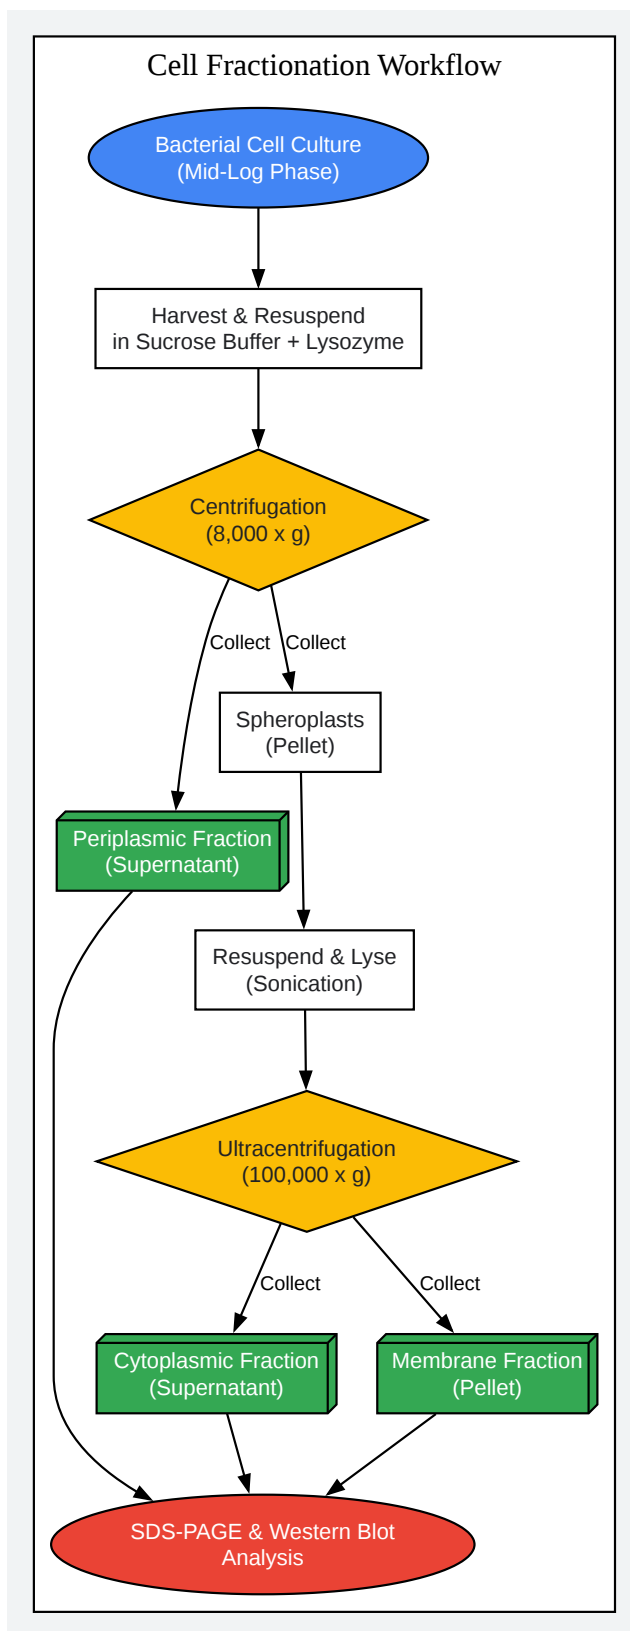 Cell Fractionation Workflow
Bacterial Cell Culture
(Mid-Log Phase)
Harvest & Resuspend
in Sucrose Buffer + Lysozyme
Centrifugation
(8,000 x g)
Collect
Collect
Spheroplasts
(Pellet)
Periplasmic Fraction
(Supernatant)
Resuspend & Lyse
(Sonication)
Ultracentrifugation
(100,000 x g)
Collect
Collect
Cytoplasmic Fraction
(Supernatant)
Membrane Fraction
(Pellet)
SDS-PAGE & Western Blot
Analysis